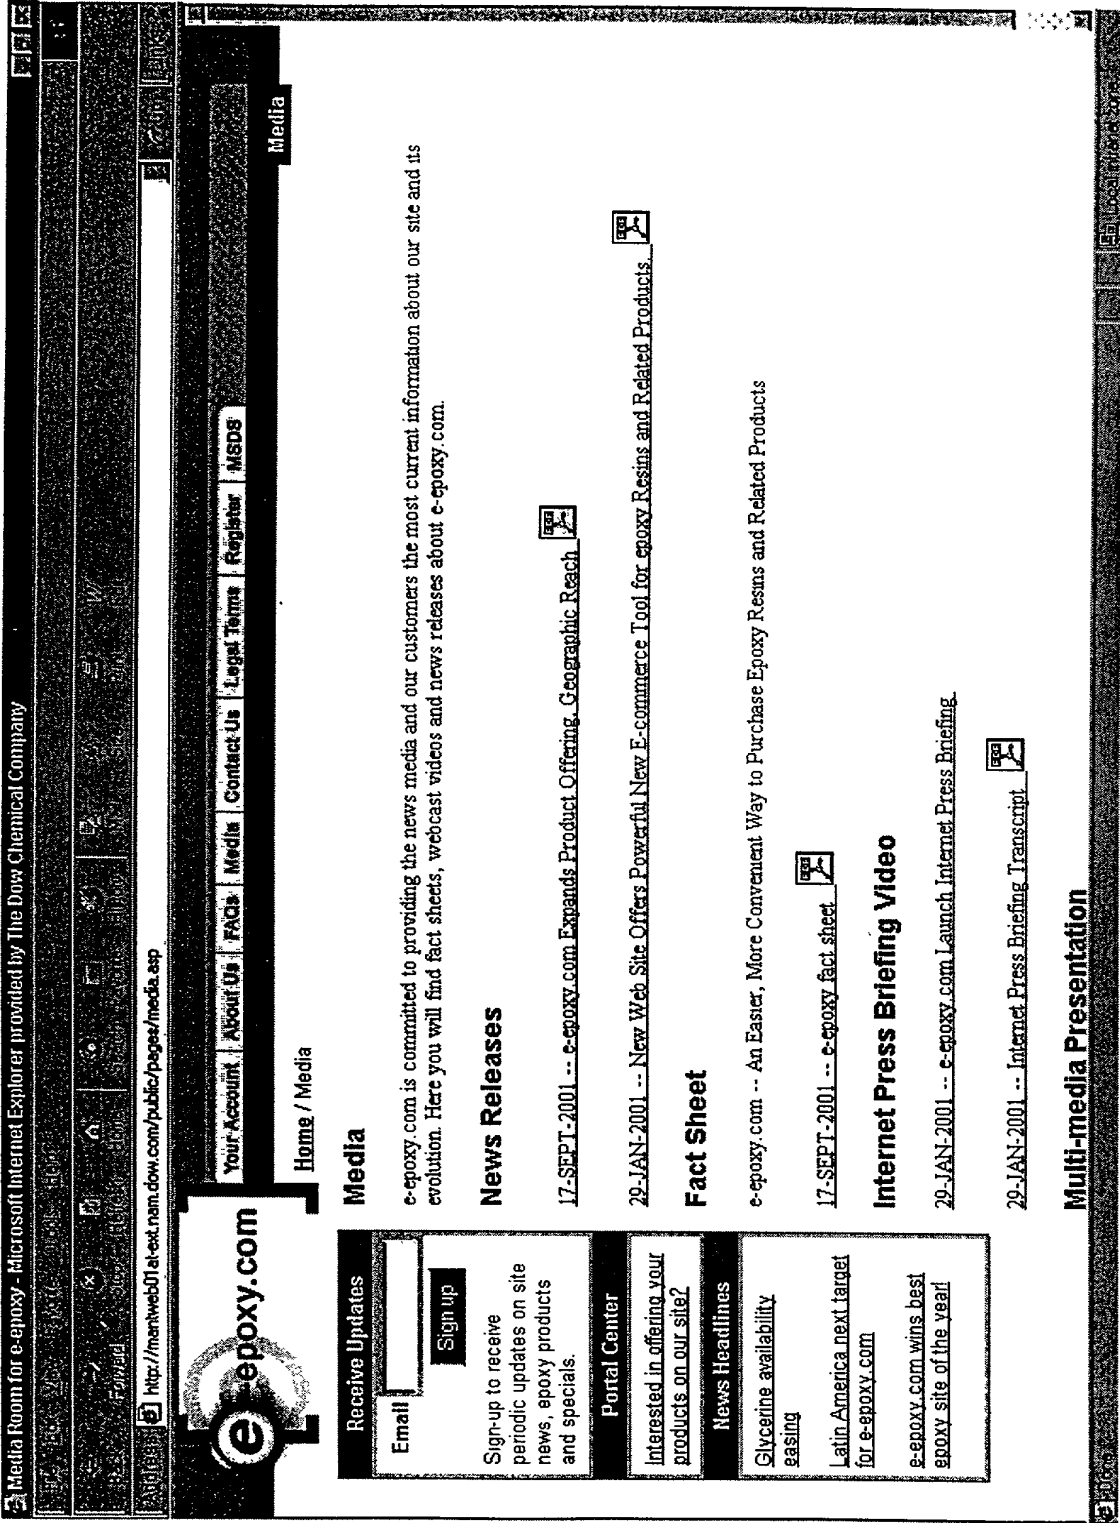 Media Room for e-epoxy - Microsoft Internet Explorer provided by The Dow Chemical Company
Forward
Address http://mantweb01at-ext.nam.dow.com/public/pages/media.asp
e-epoxy.com
Your Account About Us FAQs Media Contact Us Legal Terms Register MSDS
Media
Home / Media
Receive Updates
Email
Sign up
Sign-up to receive
periodic updates on site
news, epoxy products
and specials.
Portal Center
Interested in offering your
products on our site?
News Headlines
Glycerine availability
easing
Latin America next target
for e-epoxy.com
e-epoxy.com wins best
epoxy site of the year!
Media
e-epoxy.com is committed to providing the news media and our customers the most current information about our site and its
evolution. Here you will find fact sheets, webcast videos and news releases about e-epoxy.com.
News Releases
17-SEPT-2001 -- e-epoxy.com Expands Product Offering, Geographic Reach
29-JAN-2001 -- New Web Site Offers Powerful New E-commerce Tool for epoxy Resins and Related Products.
Fact Sheet
e-epoxy.com -- An Easier, More Convenient Way to Purchase Epoxy Resins and Related Products
17-SEPT-2001 -- e-epoxy fact sheet
Internet Press Briefing Video
29-JAN-2001 -- e-epoxy.com Launch Internet Press Briefing
29-JAN-2001 -- Internet Press Briefing Transcript
Multi-media Presentation
Local intranet zone